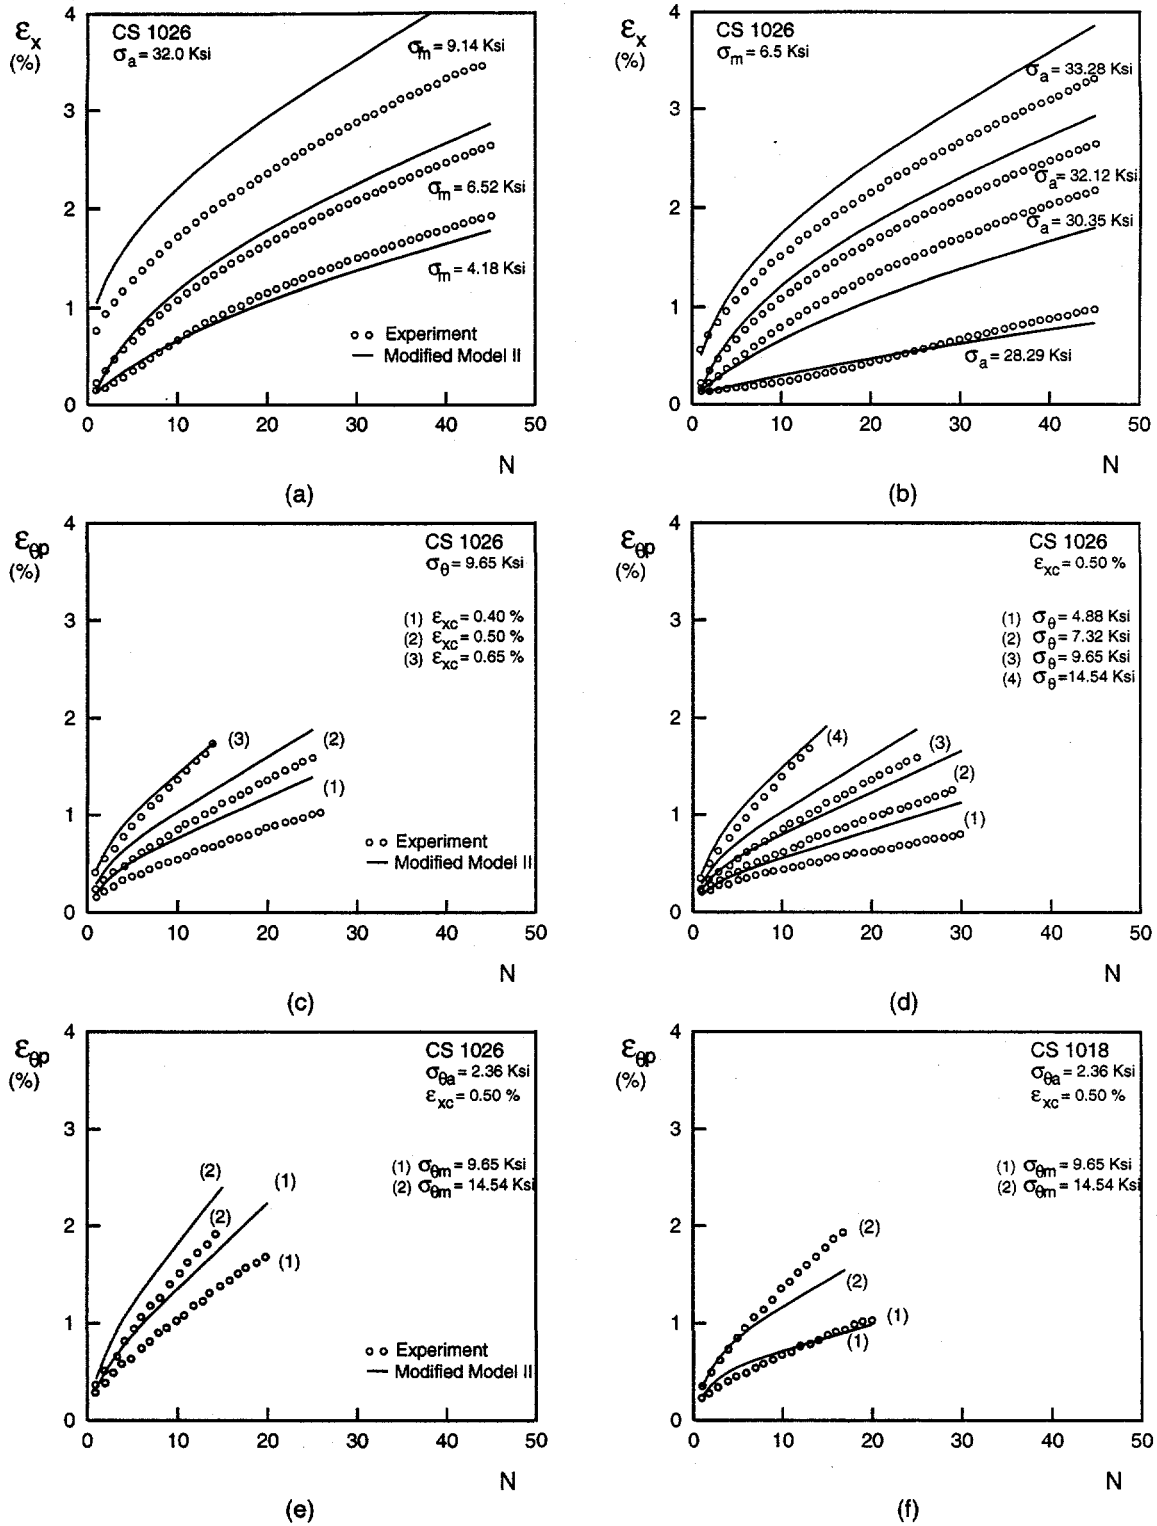 4
3
2
1
0
εx
(%)
CS 1026
σa = 32.0 Ksi
σm = 9.14 Ksi
σm = 6.52 Ksi
σm = 4.18 Ksi
Experiment
Modified Model II
0 10 20 30 40 50
N
(a)
4
3
2
1
0
εx
(%)
CS 1026
σm = 6.5 Ksi
σa = 33.28 Ksi
σa = 32.12 Ksi
σa = 30.35 Ksi
σa = 28.29 Ksi
0 10 20 30 40 50
N
(b)
4
3
2
1
0
εθp
(%)
CS 1026
σθ = 9.65 Ksi
(1) εxc = 0.40 %
(2) εxc = 0.50 %
(3) εxc = 0.65 %
(3)
(2)
(1)
Experiment
Modified Model II
0 10 20 30 40 50
N
(c)
4
3
2
1
0
εθp
(%)
CS 1026
εxc = 0.50 %
(1) σθ = 4.88 Ksi
(2) σθ = 7.32 Ksi
(3) σθ = 9.65 Ksi
(4) σθ = 14.54 Ksi
(4)
(3)
(2)
(1)
0 10 20 30 40 50
N
(d)
4
3
2
1
0
εθp
(%)
CS 1026
σθa = 2.36 Ksi
εxc = 0.50 %
(1) σθm = 9.65 Ksi
(2) σθm = 14.54 Ksi
(2)
(1)
(2)
(1)
Experiment
Modified Model II
0 10 20 30 40 50
N
(e)
4
3
2
1
0
εθp
(%)
CS 1018
σθa = 2.36 Ksi
εxc = 0.50 %
(1) σθm = 9.65 Ksi
(2) σθm = 14.54 Ksi
(2)
(2)
(1)
(1)
0 10 20 30 40 50
N
(f)